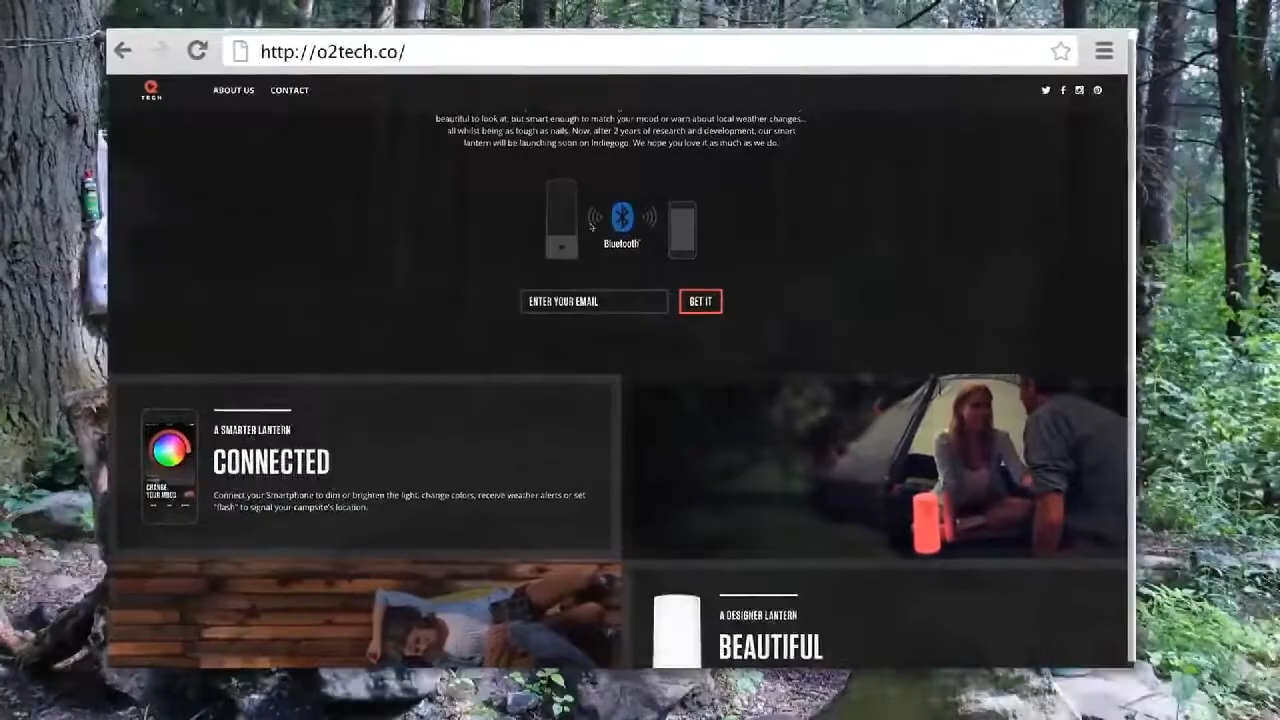 http://o2tech.co/
TECH
ABOUT US
CONTACT
beautiful to look at, but smart enough to match your mood or warn about local weather changes...
all whilst being as tough as nails. Now, after 2 years of research and development, our smart
lantern will be launching soon on Indiegogo. We hope you love it as much as we do.
Bluetooth
ENTER YOUR EMAIL
GET IT
CHANGE
YOUR MOOD
A SMARTER LANTERN
CONNECTED
Connect your Smartphone to dim or brighten the light, change colors, receive weather alerts or set
"flash" to signal your campsite's location.
A DESIGNER LANTERN
BEAUTIFUL